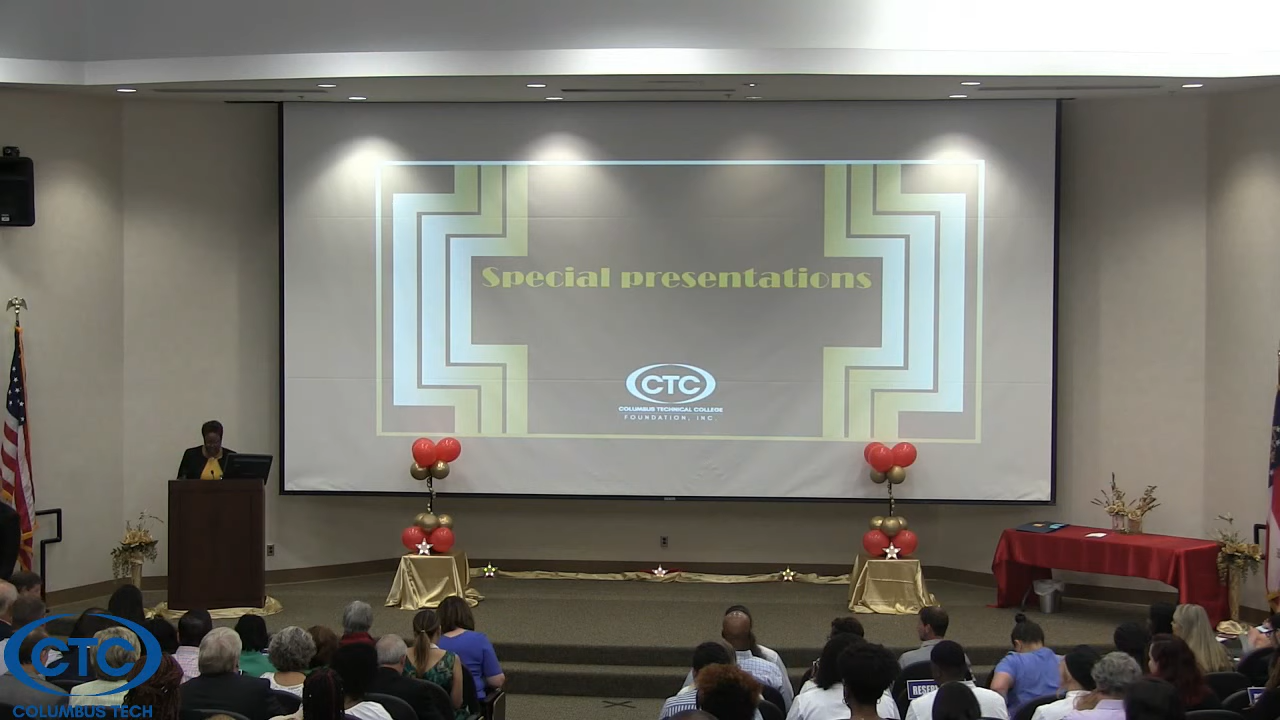 Special presentations
CTC
COLUMBUS TECHNICAL COLLEGE
FOUNDATION, INC.
CTC
COLUMBUS TECH